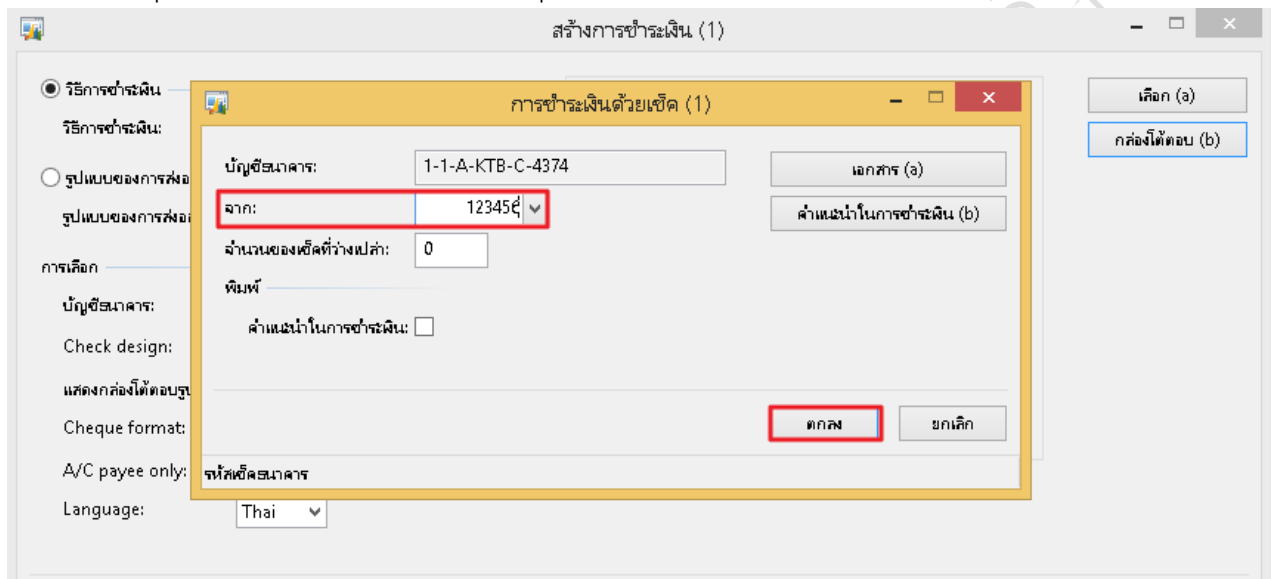 สร้างการชำระเงิน (1)
วิธีการชำระเงิน
วิธีการชำระเงิน:
รูปแบบของการส่งอ
รูปแบบของการส่งออ
การเลือก
บัญชีธนาคาร:
Check design:
แสดงกล่องโต้ตอบรูป
Cheque format:
A/C payee only:
Language:
Thai
เลือก (a)
กล่องโต้ตอบ (b)
การชำระเงินด้วยเช็ค (1)
บัญชีธนาคาร:
1-1-A-KTB-C-4374
จาก:
จำนวนของเช็คที่ว่างเปล่า:
0
พิมพ์
คำแนะนำในการชำระเงิน:
เอกสาร (a)
คำแนะนำในการชำระเงิน (b)
ตกลง
ยกเลิก
รหัสเช็คธนาคาร